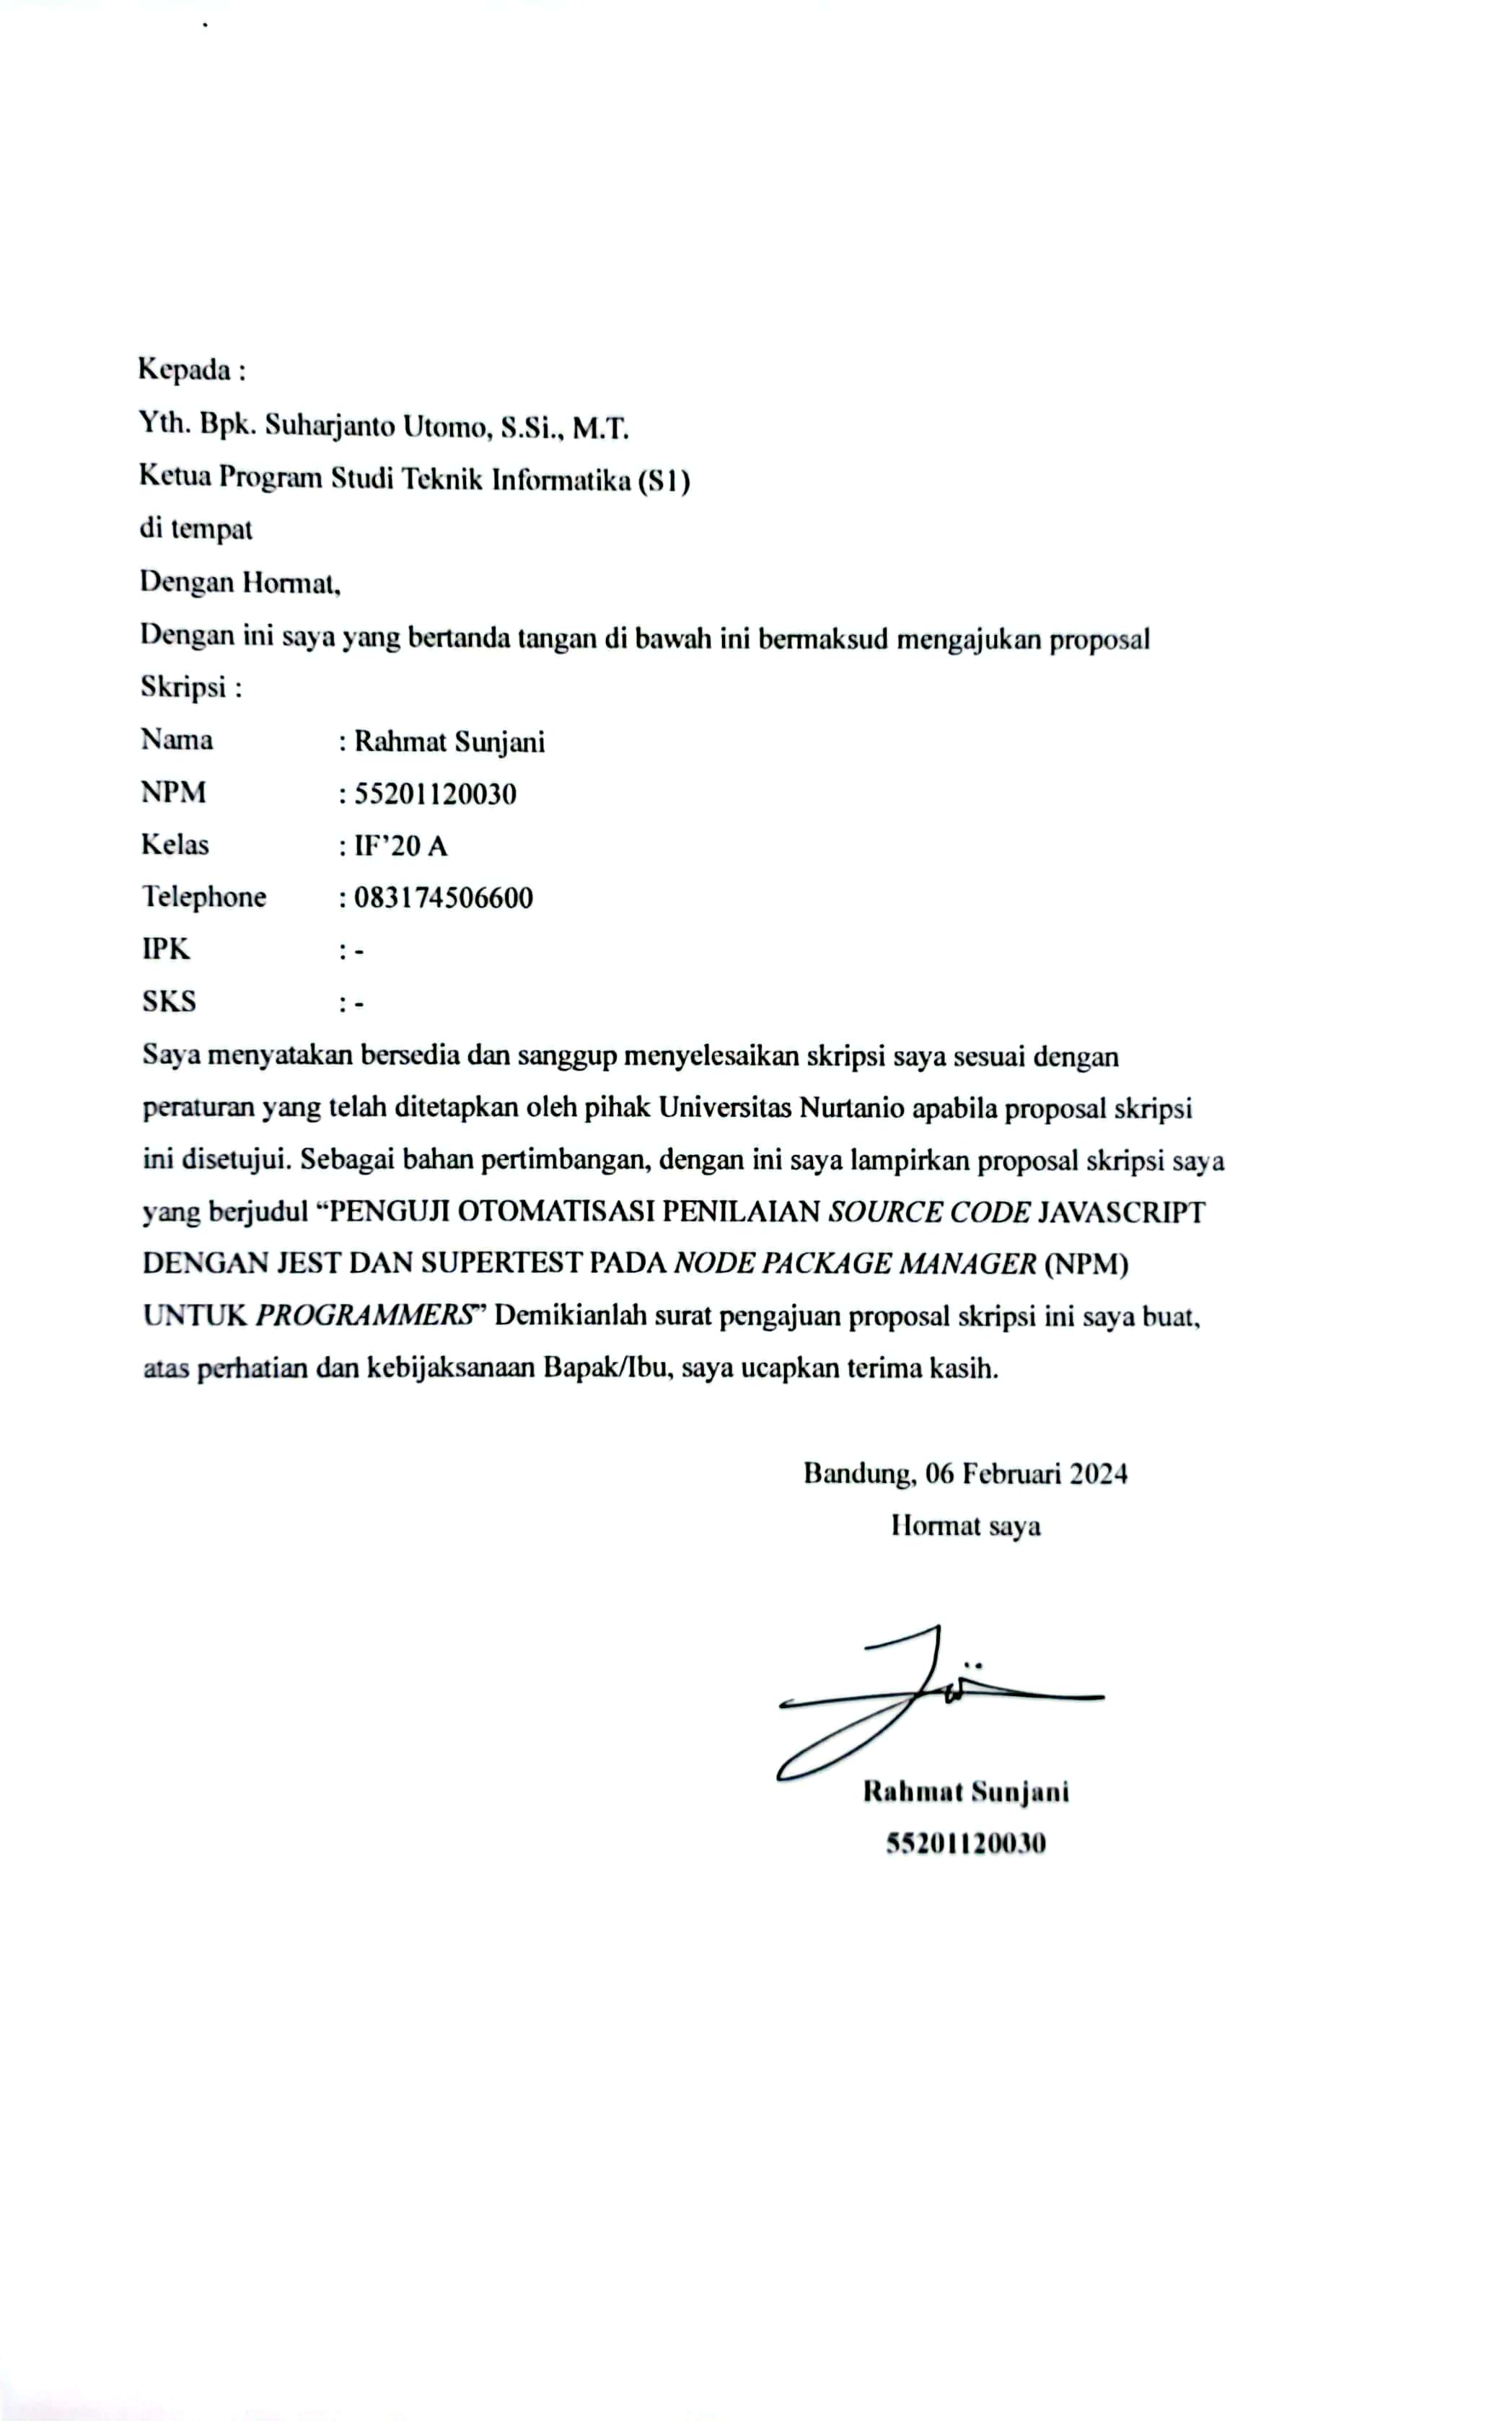 Kepada :
Yth. Bpk. Suharjanto Utomo, S.Si., M.T.
Ketua Program Studi Teknik Informatika (S1)
di tempat
Dengan Hormat,
Dengan ini saya yang bertanda tangan di bawah ini bermaksud mengajukan proposal
Skripsi :
Nama : Rahmat Sunjani
NPM : 55201120030
Kelas : IF’20 A
Telephone : 083174506600
IPK : -
SKS : -
Saya menyatakan bersedia dan sanggup menyelesaikan skripsi saya sesuai dengan
peraturan yang telah ditetapkan oleh pihak Universitas Nurtanio apabila proposal skripsi
ini disetujui. Sebagai bahan pertimbangan, dengan ini saya lampirkan proposal skripsi saya
yang berjudul “PENGUJI OTOMATISASI PENILAIAN SOURCE CODE JAVASCRIPT
DENGAN JEST DAN SUPERTEST PADA NODE PACKAGE MANAGER (NPM)
UNTUK PROGRAMMERS” Demikianlah surat pengajuan proposal skripsi ini saya buat,
atas perhatian dan kebijaksanaan Bapak/Ibu, saya ucapkan terima kasih.
Bandung, 06 Februari 2024
Hormat saya
Rahmat Sunjani
55201120030